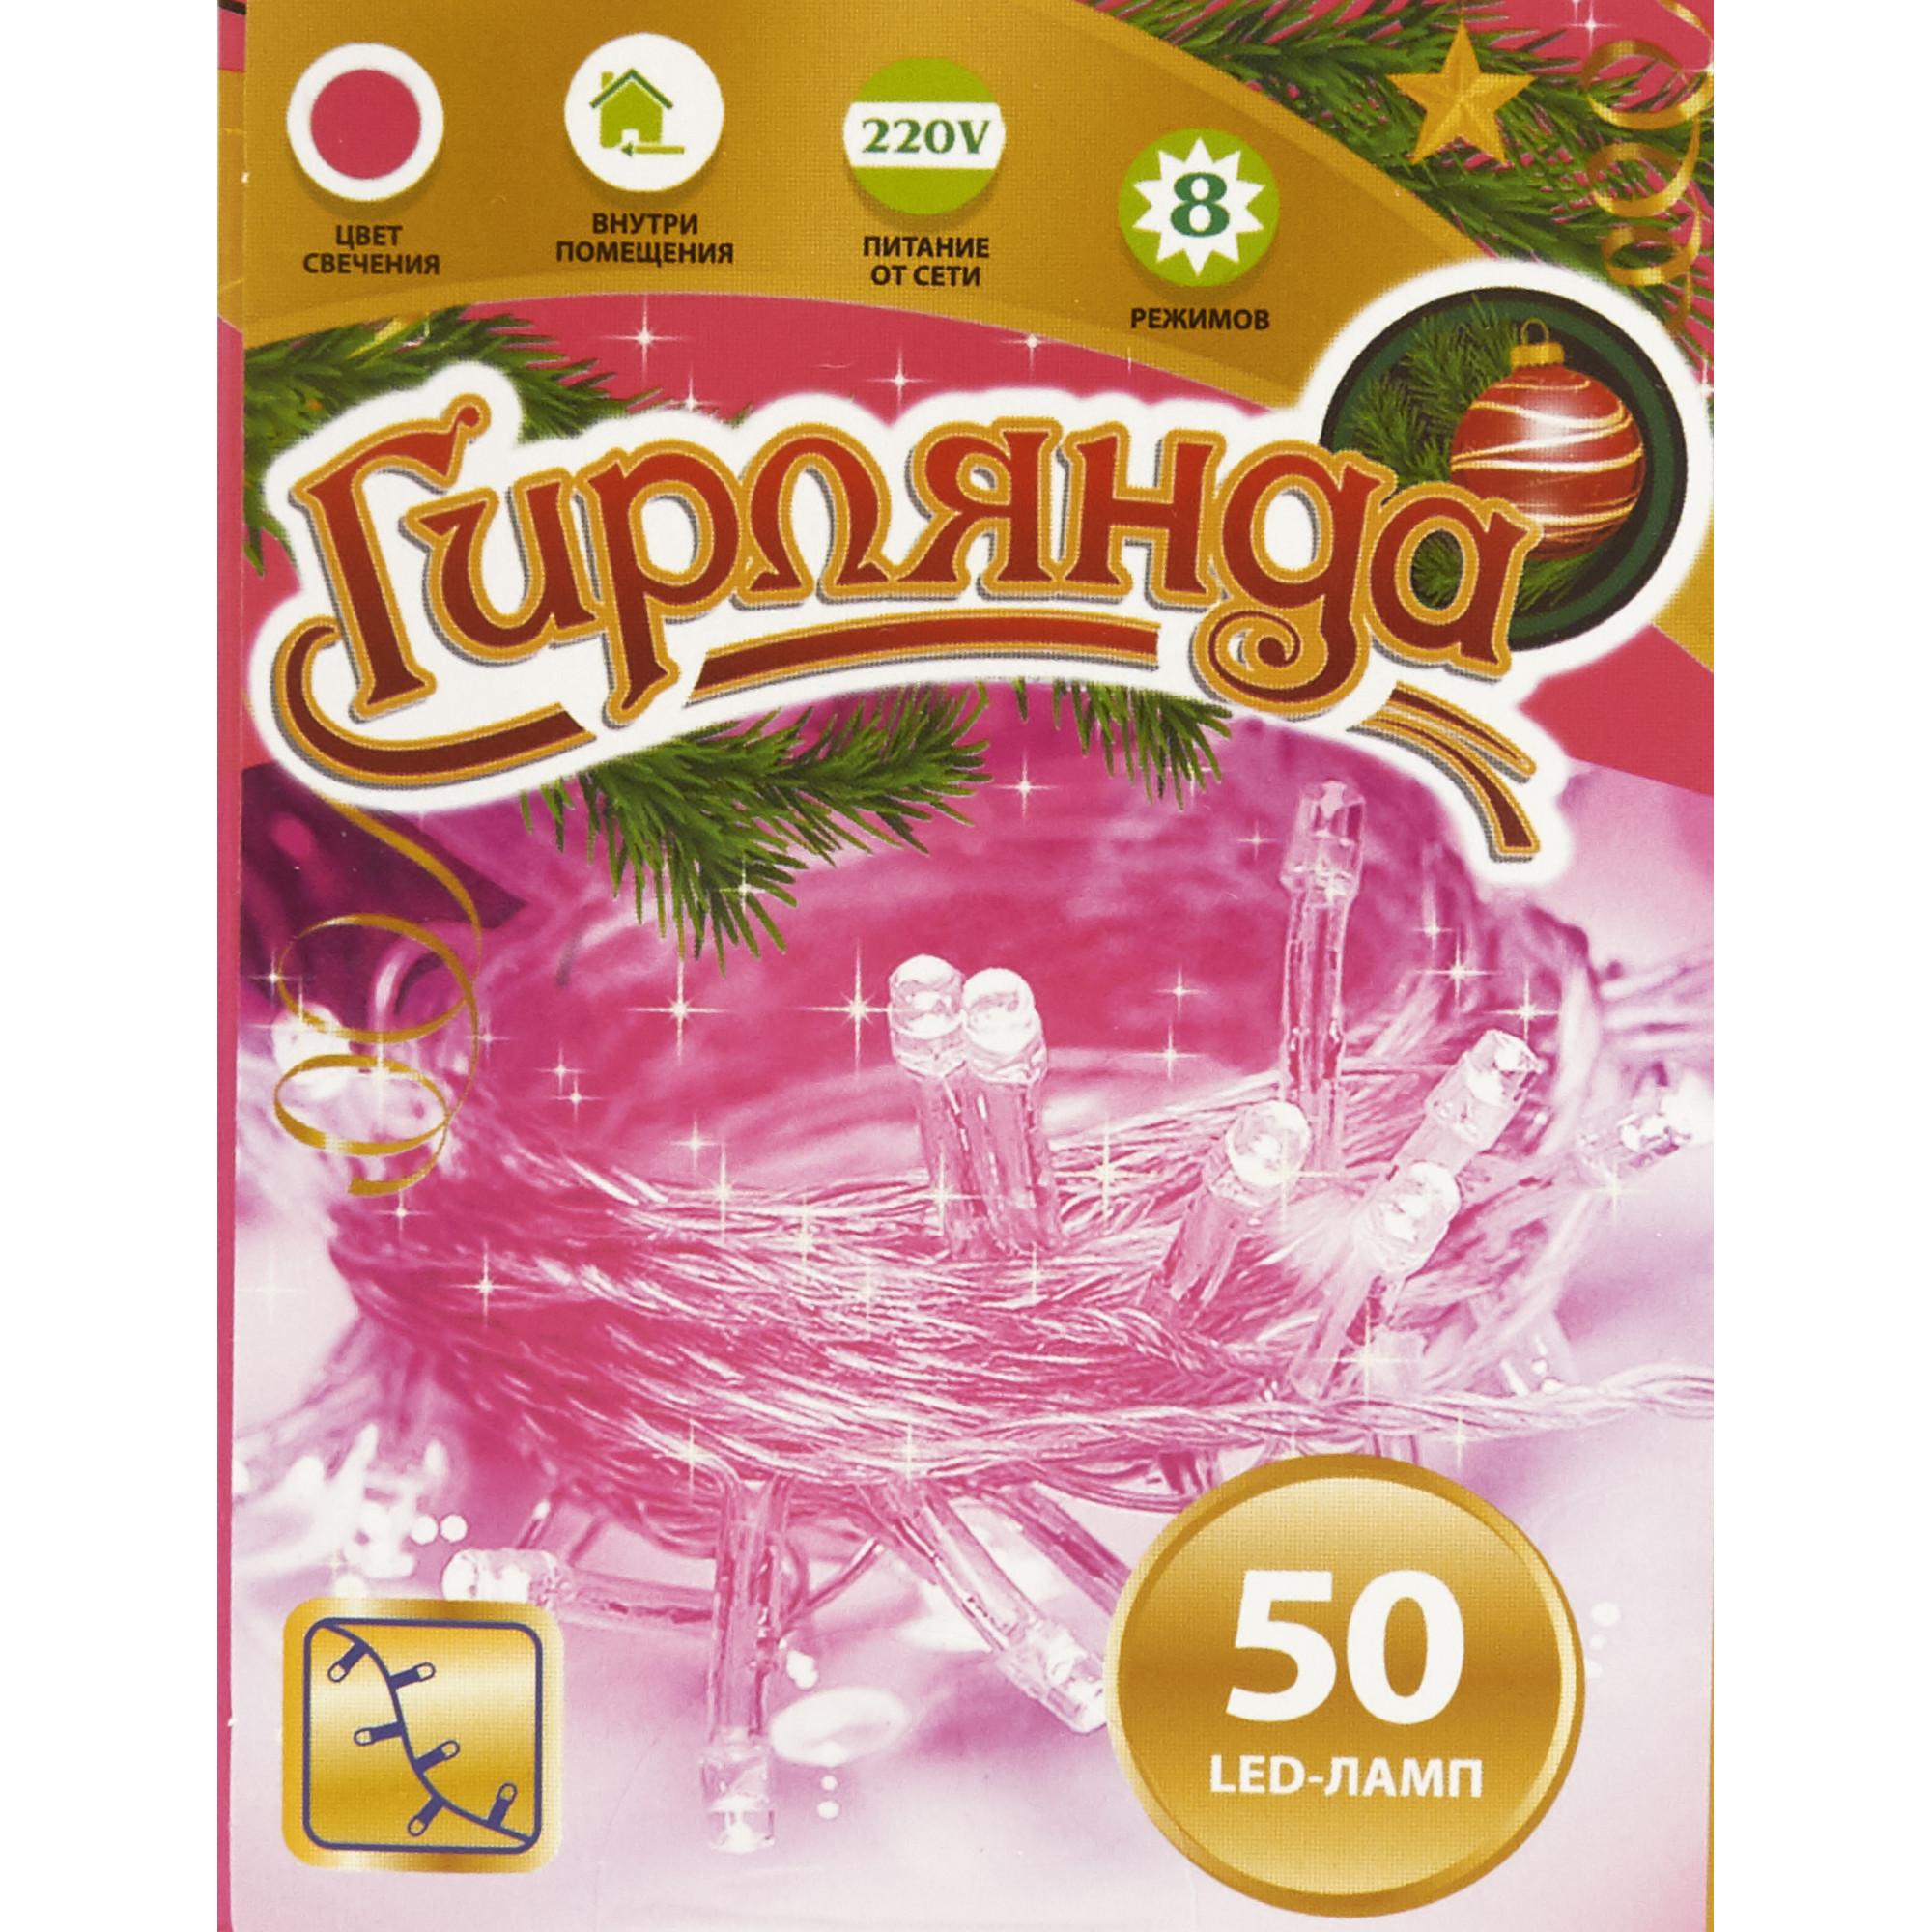 ЦВЕТ
СВЕЧЕНИЯ
ВНУТРИ
ПОМЕЩЕНИЯ
220V
ПИТАНИЕ
ОТ СЕТИ
8
РЕЖИМОВ
Гирлянда
50
LED-ЛАМП